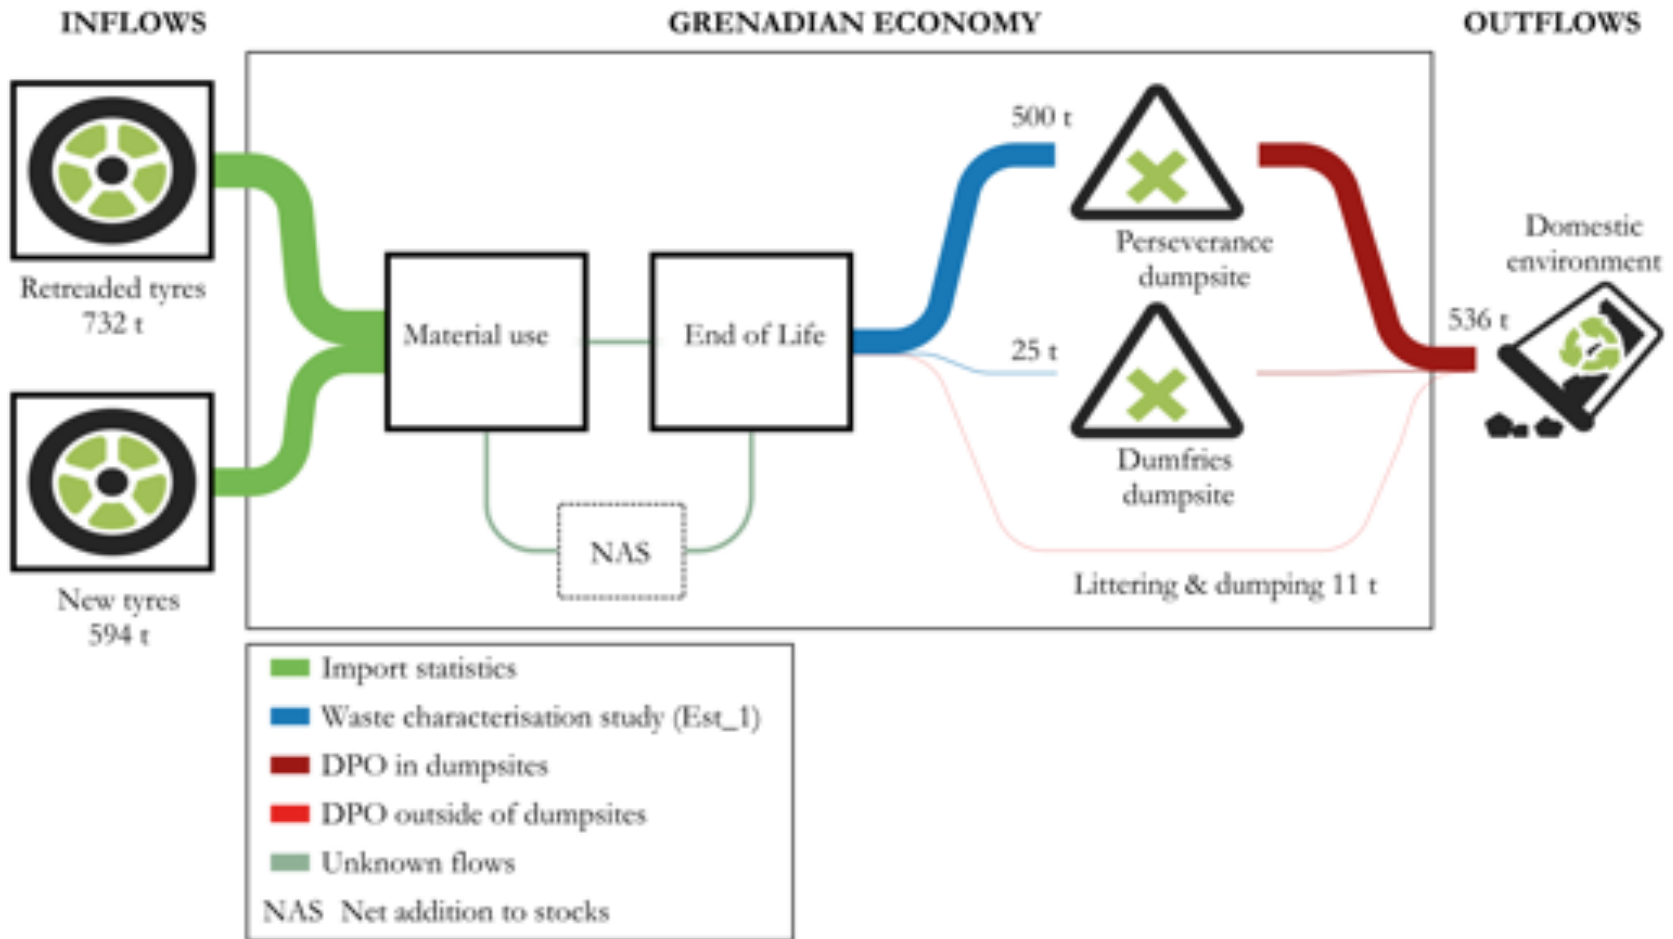 INFLOWS
GRENADIAN ECONOMY
OUTFLOWS
Retreaded tyres
732 t
New tyres
594 t
Material use
End of Life
NAS
500 t
Perseverance
dumpsite
25 t
Dumfries
dumpsite
Littering & dumping 11 t
Domestic
environment
536 t
Import statistics
Waste characterisation study (Est_1)
DPO in dumpsites
DPO outside of dumpsites
Unknown flows
NAS Net addition to stocks